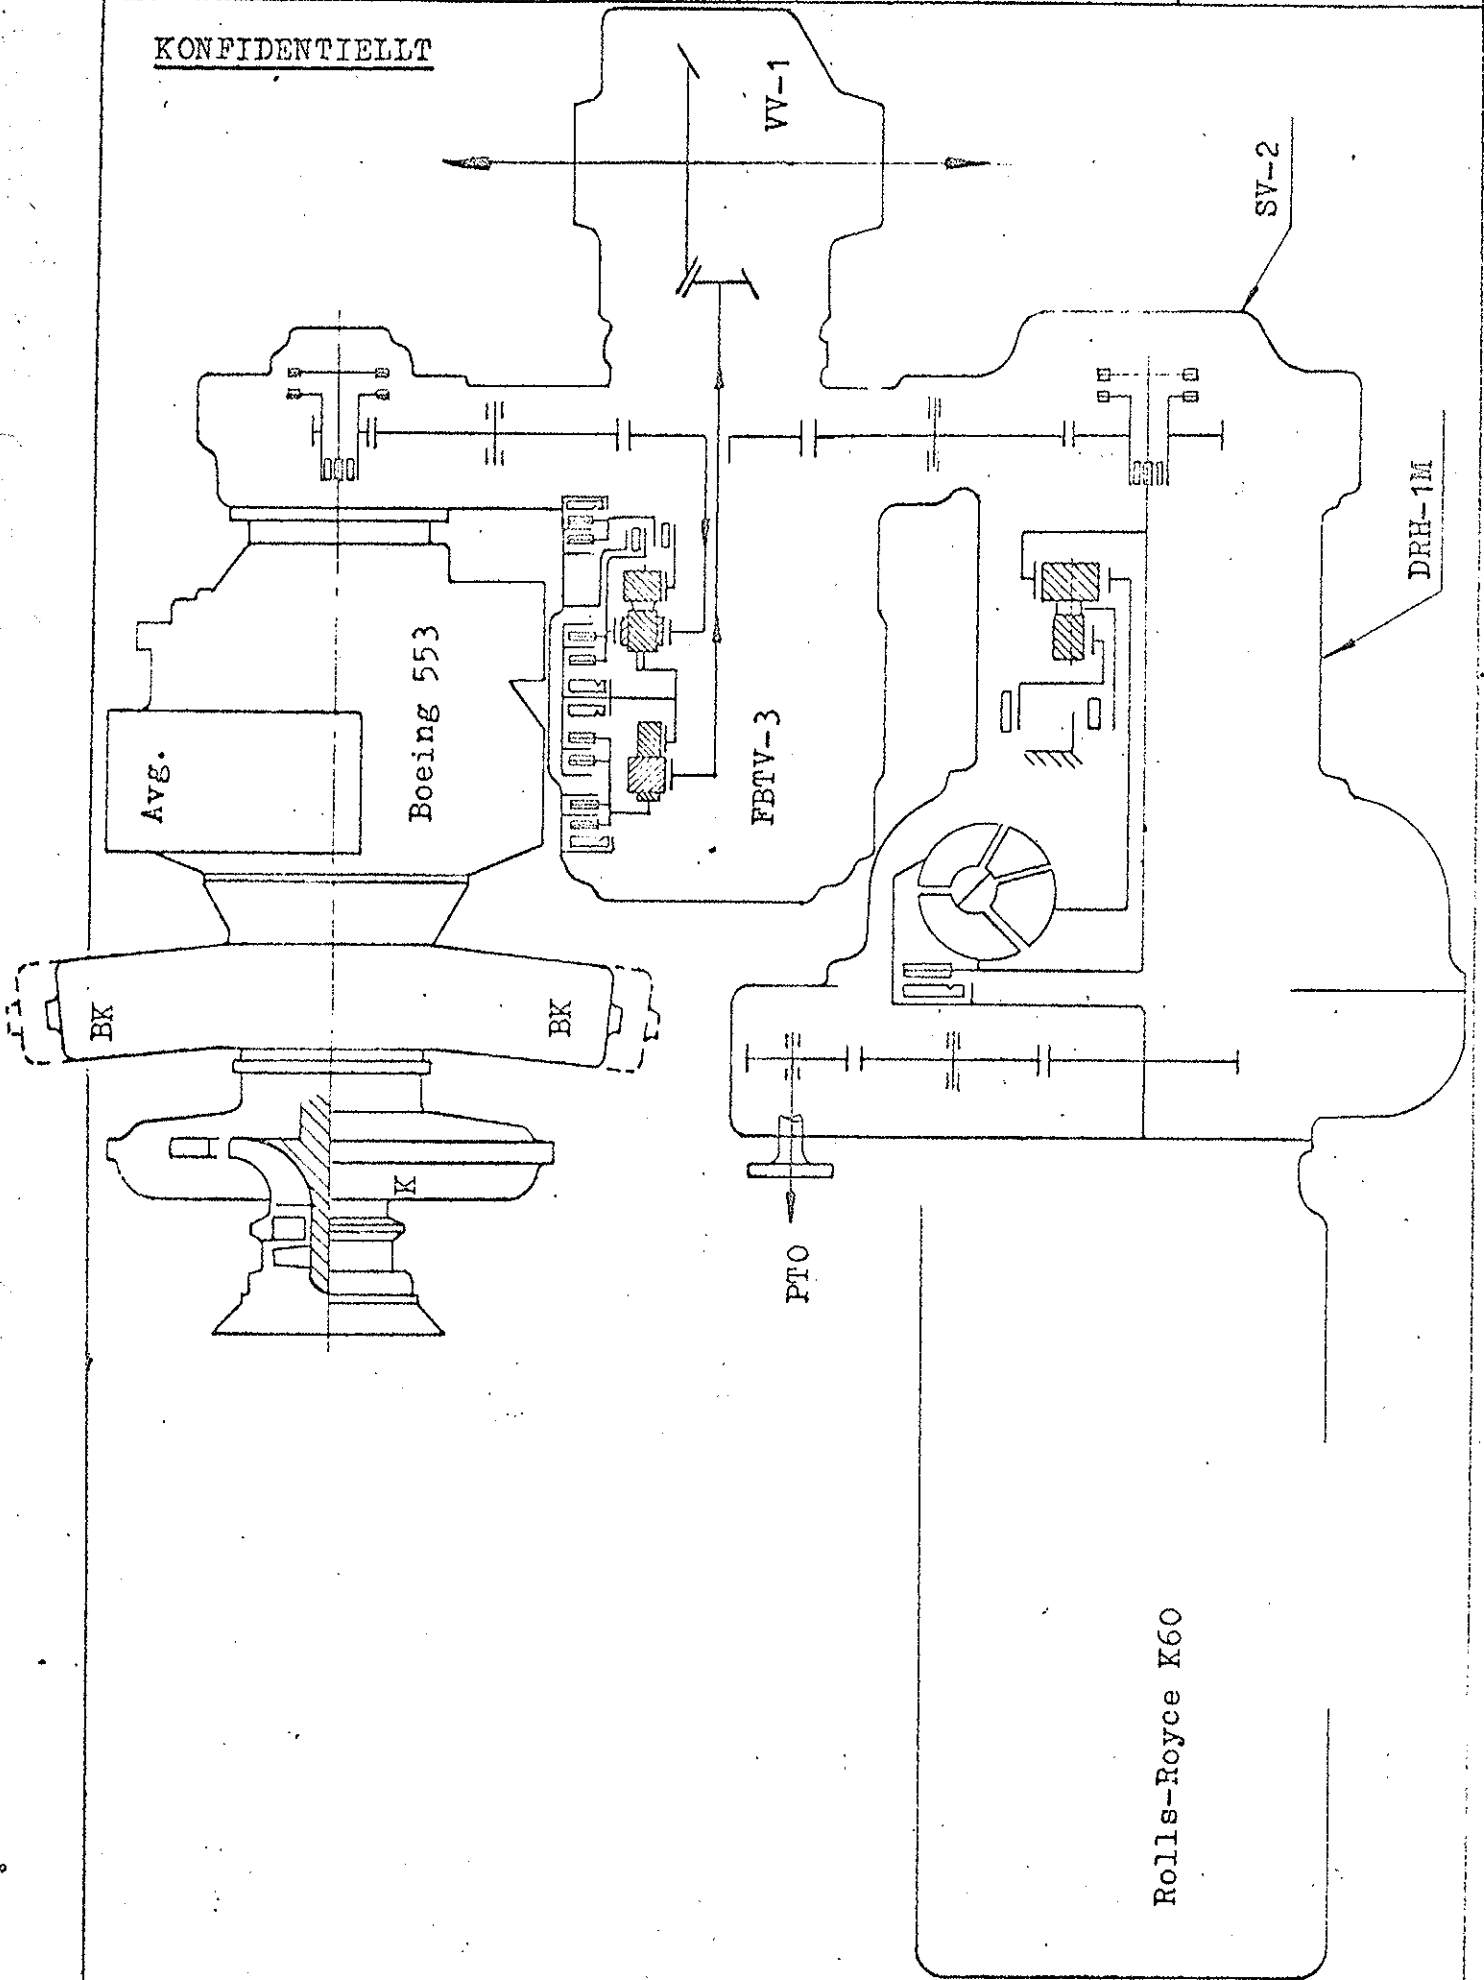 KONFIDENTIELLT
VV-1
SV-2
Avg.
Boeing 553
FBTV-3
DRH-1M
BK
BK
K
PTO
Rolls-Royce K60